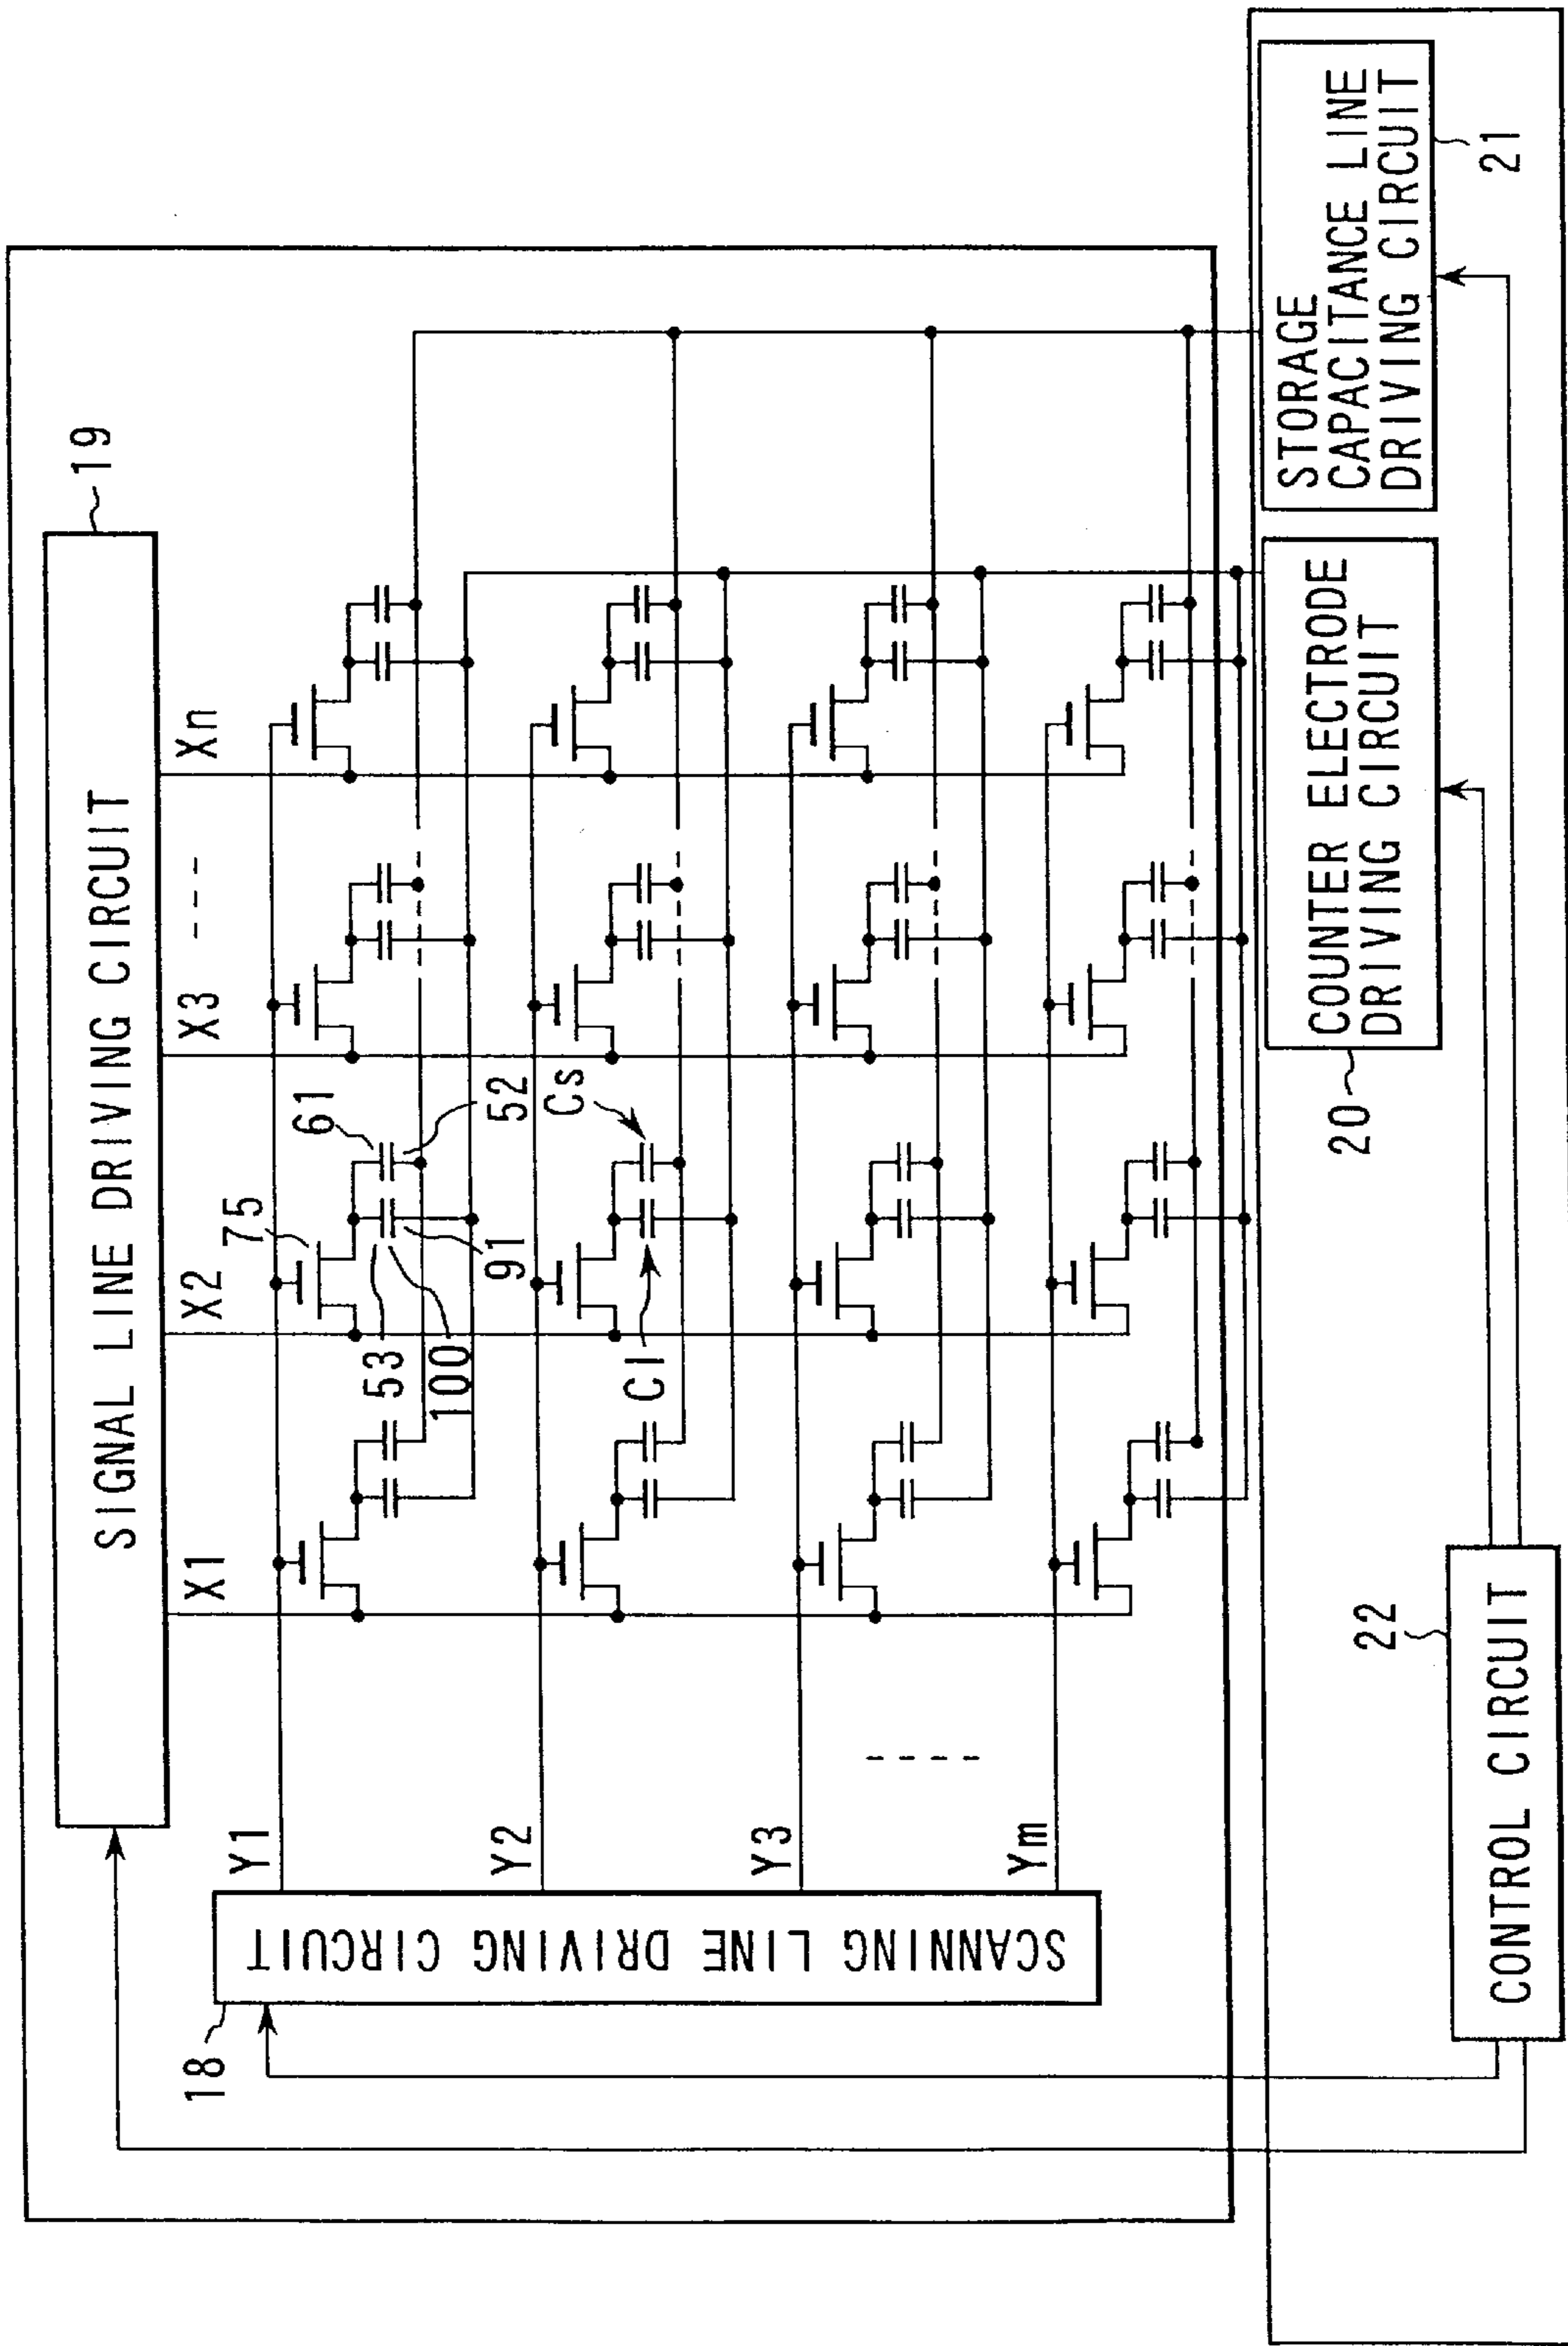 SIGNAL LINE DRIVING CIRCUIT
19
X1
X2
X3
Xn
Y1
75
61
53
100
91
52
18
SCANNING LINE DRIVING CIRCUIT
Y2
Cs
Cl
Y3
Ym
COUNTER ELECTRODE
DRIVING CIRCUIT
20
STORAGE
CAPACITANCE LINE
DRIVING CIRCUIT
21
22
CONTROL CIRCUIT